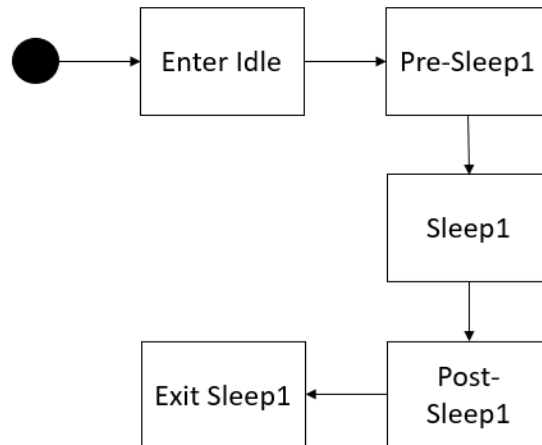 Enter Idle
Pre-Sleep1
Sleep1
Post-
Sleep1
Exit Sleep1